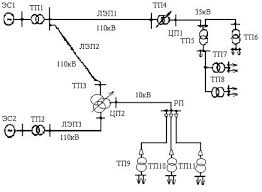 ЭС1
ТП1
ЛЭП1
110кВ
ТП4
ЦП1
35кВ
ТП5
ТП6
ТП7
ТП8
ЛЭП2
110кВ
ТП3
10кВ
РП
ЦП2
ЭС2
ТП2
ЛЭП3
110кВ
ТП9
ТП10
ТП11